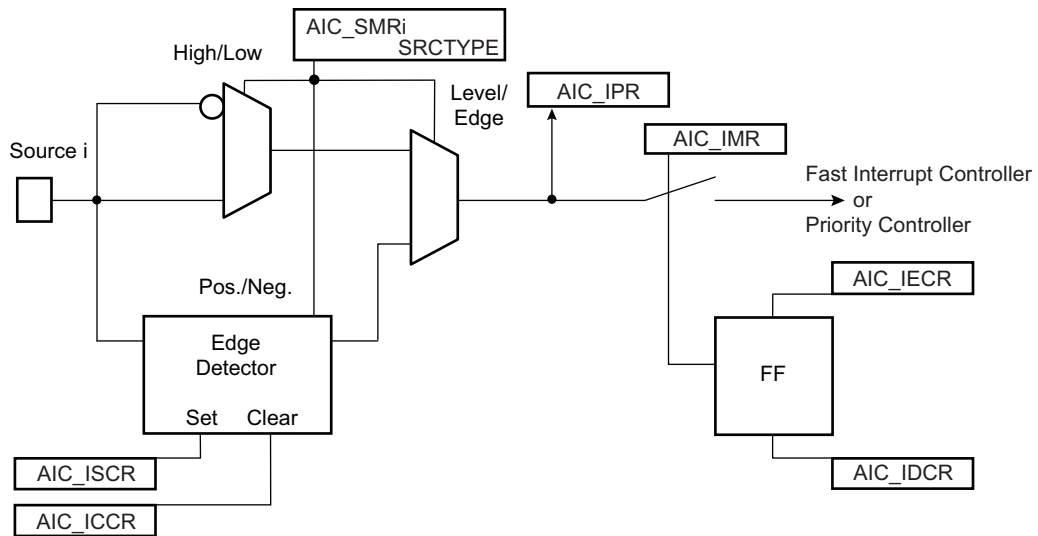 AIC_SMRi
SRCTYPE
High/Low
Level/
Edge
AIC_IPR
AIC_IMR
Source i
Fast Interrupt Controller
or
Priority Controller
Pos./Neg.
AIC_IECR
Edge
Detector
FF
Set Clear
AIC_ISCR
AIC_IDCR
AIC_ICCR